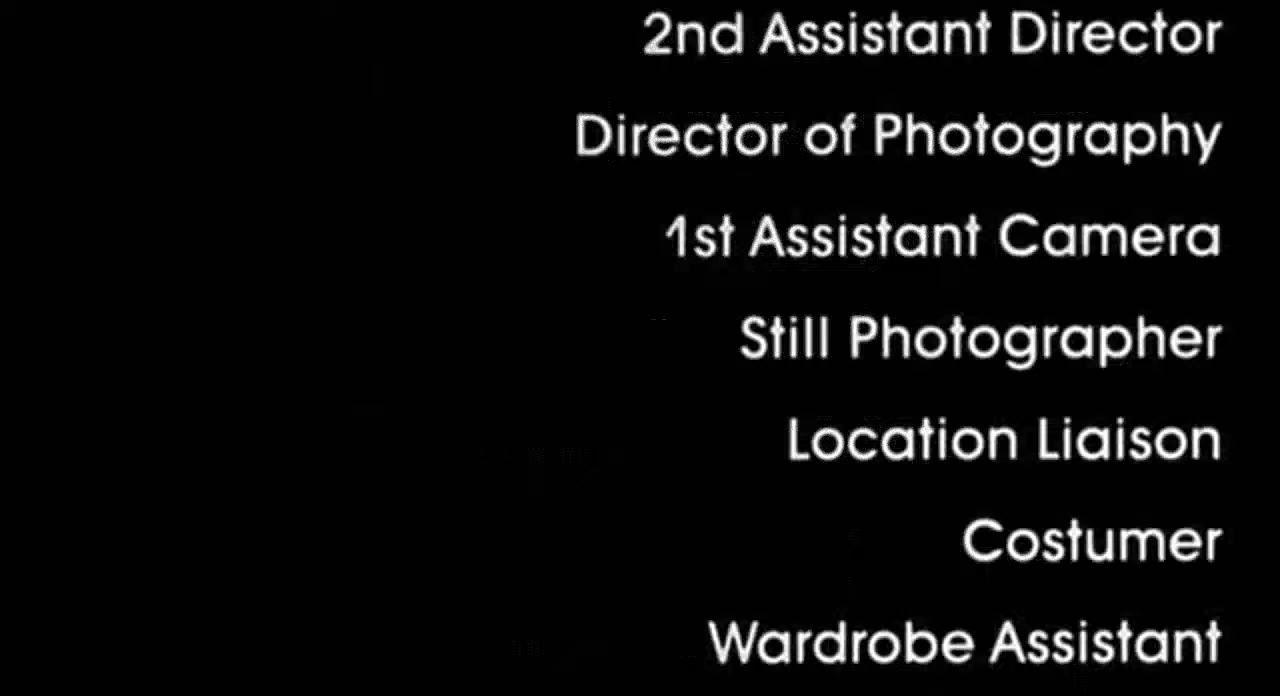 2nd Assistant Director
Director of Photography
1st Assistant Camera
Still Photographer
Location Liaison
Costumer
Wardrobe Assistant